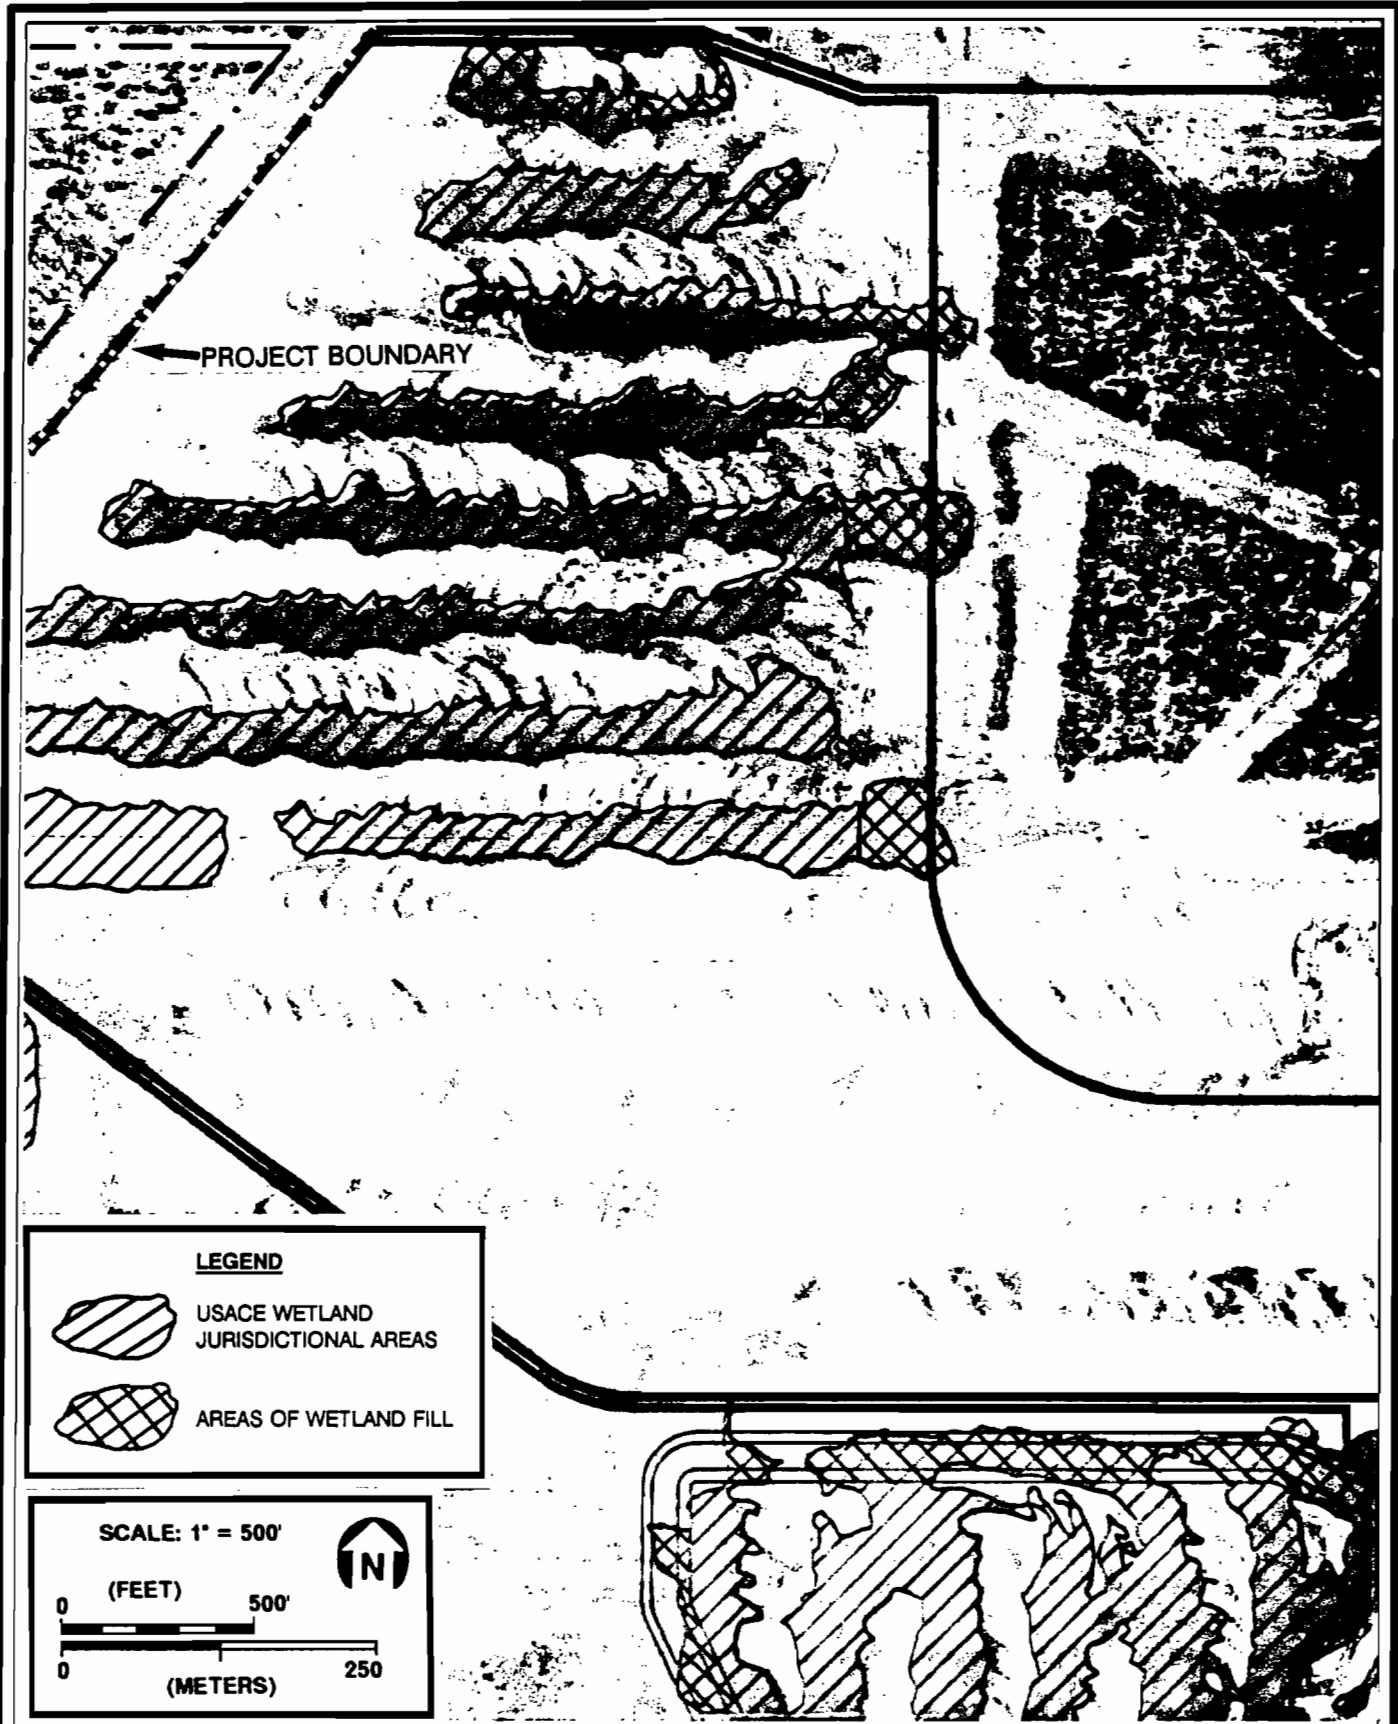 PROJECT BOUNDARY
LEGEND
USACE WETLAND
JURISDICTIONAL AREAS
AREAS OF WETLAND FILL
SCALE: 1" = 500'
N
(FEET)
0 500'
0 250
(METERS)